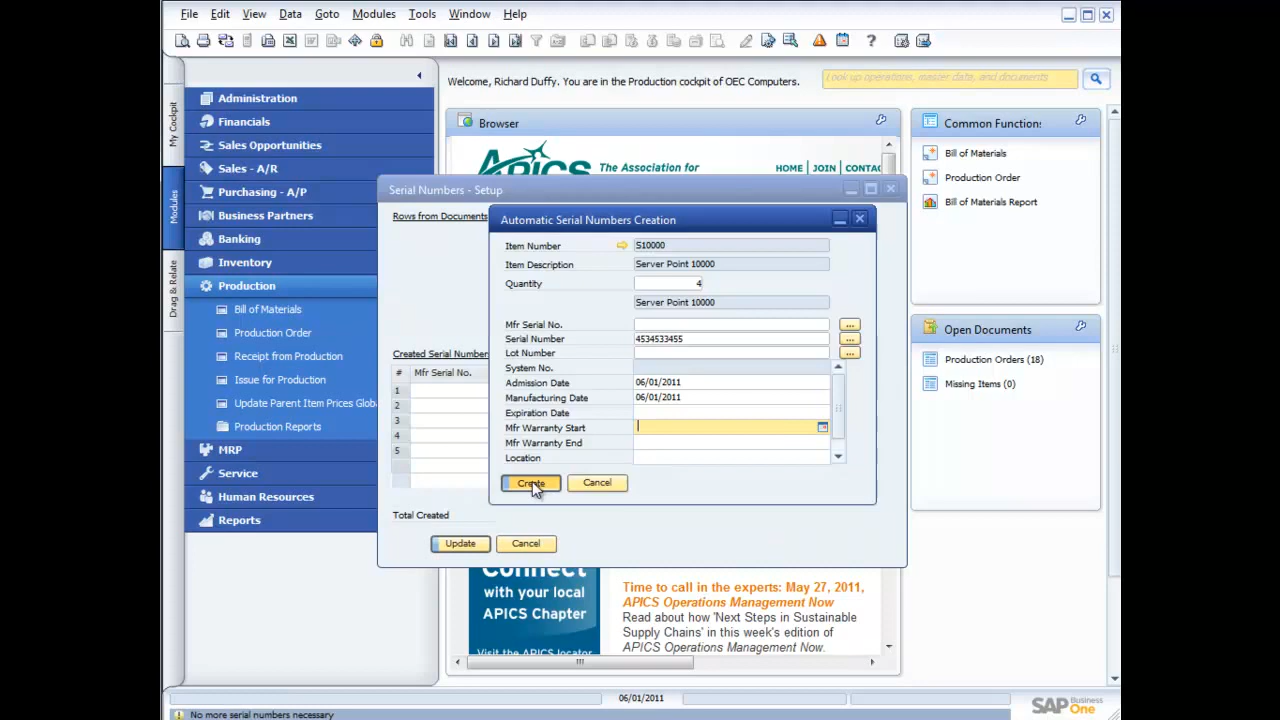 File Edit View Data Goto Modules Tools Window Help
Welcome, Richard Duffy. You are in the Production cockpit of OEC Computers.
Look up operations, master data, and documents
My Cockpit
Modules
Drag & Relate
Administration
Financials
Sales Opportunities
Sales - A/R
Purchasing - A/P
Business Partners
Banking
Inventory
Production
Bill of Materials
Production Order
Receipt from Production
Issue for Production
Update Parent Item Prices Globa
Production Reports
MRP
Service
Human Resources
Reports
Browser
APICS The Association for
HOME | JOIN | CONTAC
Serial Numbers - Setup
Rows from Documents
Created Serial Number
# Mfr Serial No.
1
2
3
4
5
Total Created
Update Cancel
Automatic Serial Numbers Creation
Item Number S10000
Item Description Server Point 10000
Quantity 4
Server Point 10000
Mfr Serial No. ...
Serial Number 4534533455 ...
Lot Number ...
System No.
Admission Date 06/01/2011
Manufacturing Date 06/01/2011
Expiration Date
Mfr Warranty Start
Mfr Warranty End
Location
Create Cancel
Connect
with your local
APICS Chapter
Visit the APICS locator
Time to call in the experts: May 27, 2011,
APICS Operations Management Now
Read about how 'Next Steps in Sustainable
Supply Chains' in this week's edition of
APICS Operations Management Now.
Common Functions
Bill of Materials
Production Order
Bill of Materials Report
Open Documents
Production Orders (18)
Missing Items (0)
06/01/2011
SAP Business One
No more serial numbers necessary